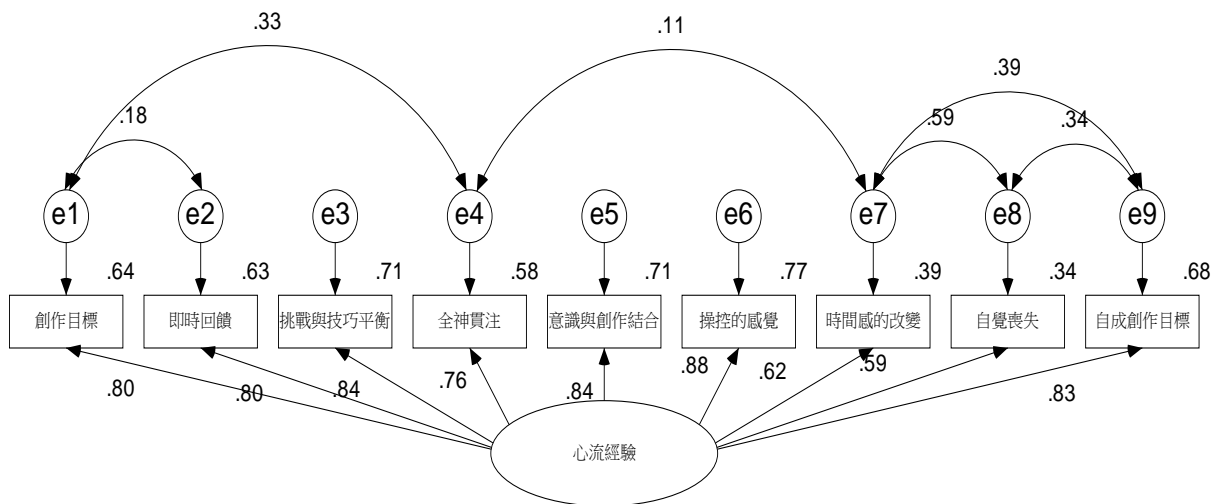 .33
.11
.39
.18
.59
.34
e1
e2
e3
e4
e5
e6
e7
e8
e9
.64
.63
.71
.58
.71
.77
.39
.34
.68
創作目標
即時回饋
挑戰與技巧平衡
全神貫注
意識與創作結合
操控的感覺
時間感的改變
自覺喪失
自成創作目標
.80
.80
.84
.76
.84
.88
.62
.59
.83
心流經驗